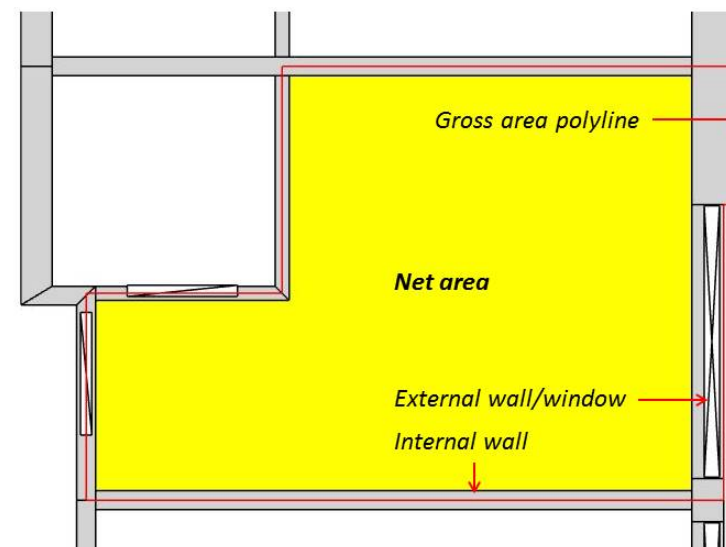 Gross area polyline
Net area
External wall/window
Internal wall